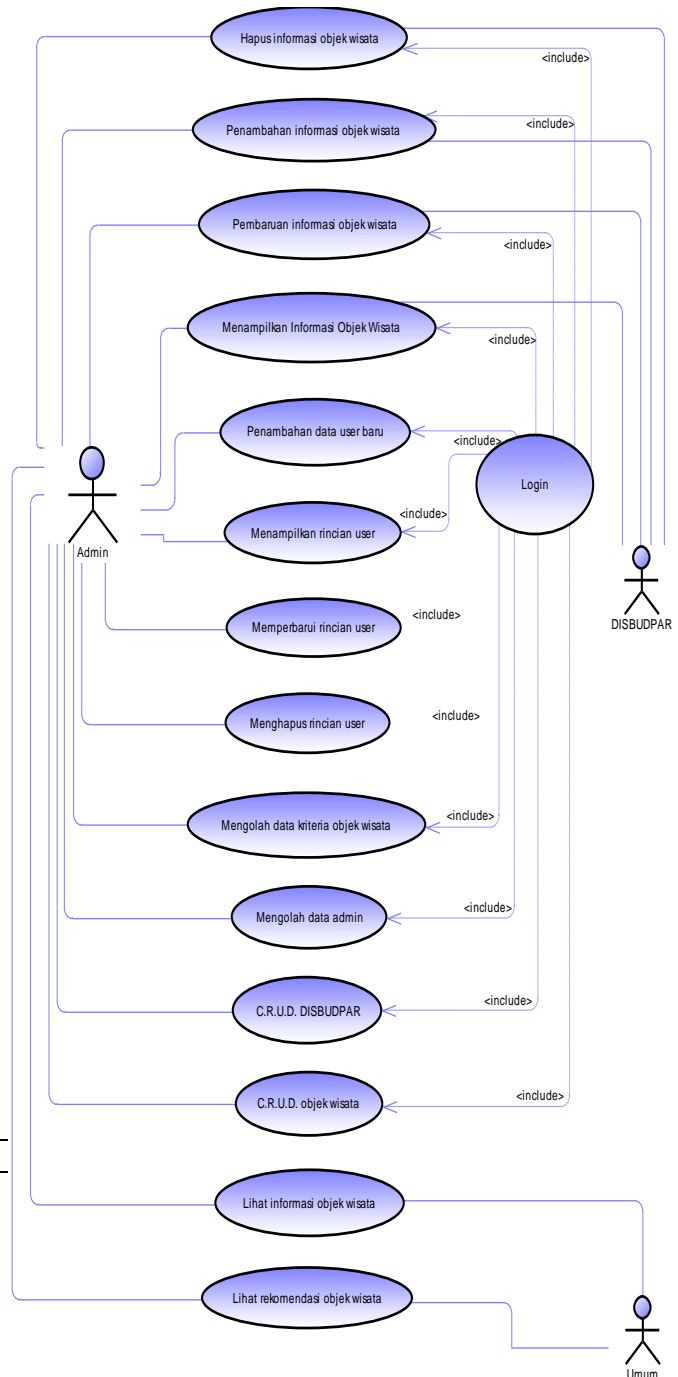 Hapus informasi objek wisata
<include>
Penambahan informasi objek wisata
<include>
Pembaruan informasi objek wisata
<include>
Menampilkan Informasi Objek Wisata
<include>
Penambahan data user baru
<include>
Login
Menampilkan rincian user
<include>
Admin
DISBUDPAR
Memperbarui rincian user
<include>
Menghapus rincian user
<include>
Mengolah data kriteria objek wisata
<include>
Mengolah data admin
<include>
C.R.U.D. DISBUDPAR
<include>
C.R.U.D. objek wisata
<include>
Lihat informasi objek wisata
Lihat rekomendasi objek wisata
Umum